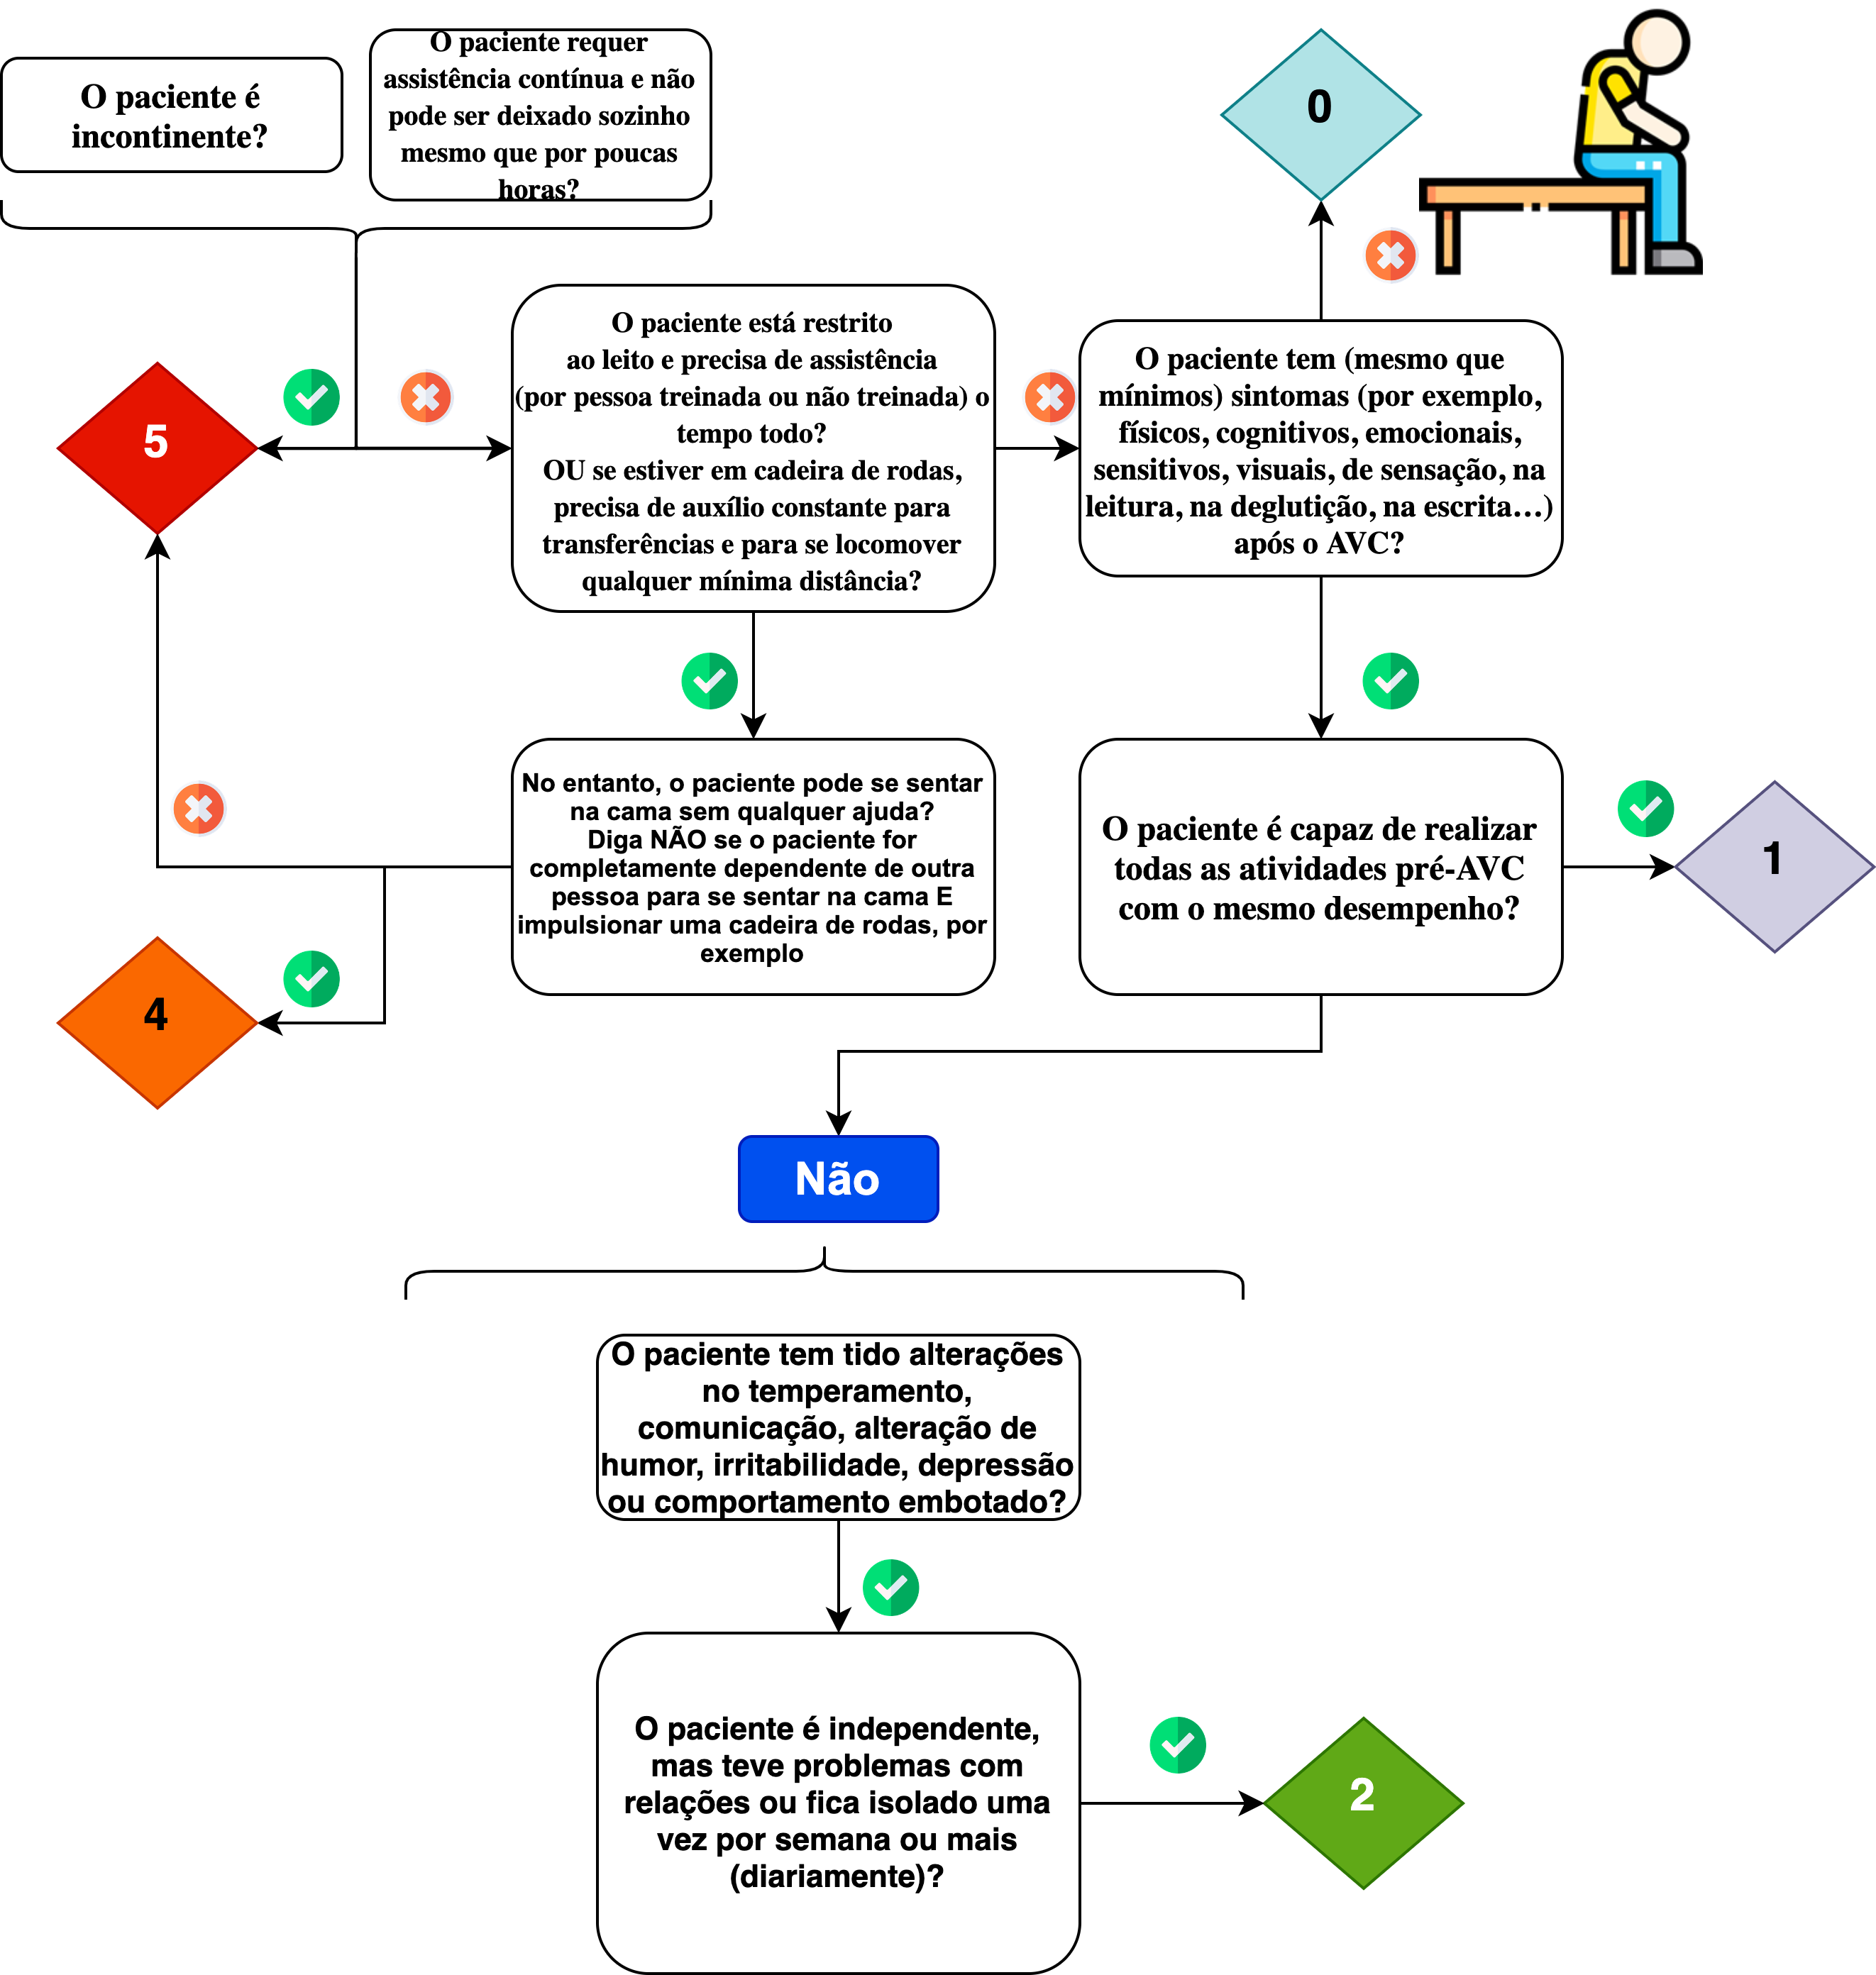 O paciente é
incontinente?
O paciente requer
assistência contínua e não
pode ser deixado sozinho
mesmo que por poucas
horas?
0
O paciente está restrito
ao leito e precisa de assistência
(por pessoa treinada ou não treinada) o
tempo todo?
OU se estiver em cadeira de rodas,
precisa de auxílio constante para
transferências e para se locomover
qualquer mínima distância?
O paciente tem (mesmo que
mínimos) sintomas (por exemplo,
físicos, cognitivos, emocionais,
sensitivos, visuais, de sensação, na
leitura, na deglutição, na escrita...)
após o AVC?
5
No entanto, o paciente pode se sentar
na cama sem qualquer ajuda?
Diga NÃO se o paciente for
completamente dependente de outra
pessoa para se sentar na cama E
impulsionar uma cadeira de rodas, por
exemplo
O paciente é capaz de realizar
todas as atividades pré-AVC
com o mesmo desempenho?
1
4
Não
O paciente tem tido alterações
no temperamento,
comunicação, alteração de
humor, irritabilidade, depressão
ou comportamento embotado?
O paciente é independente,
mas teve problemas com
relações ou fica isolado uma
vez por semana ou mais
(diariamente)?
2